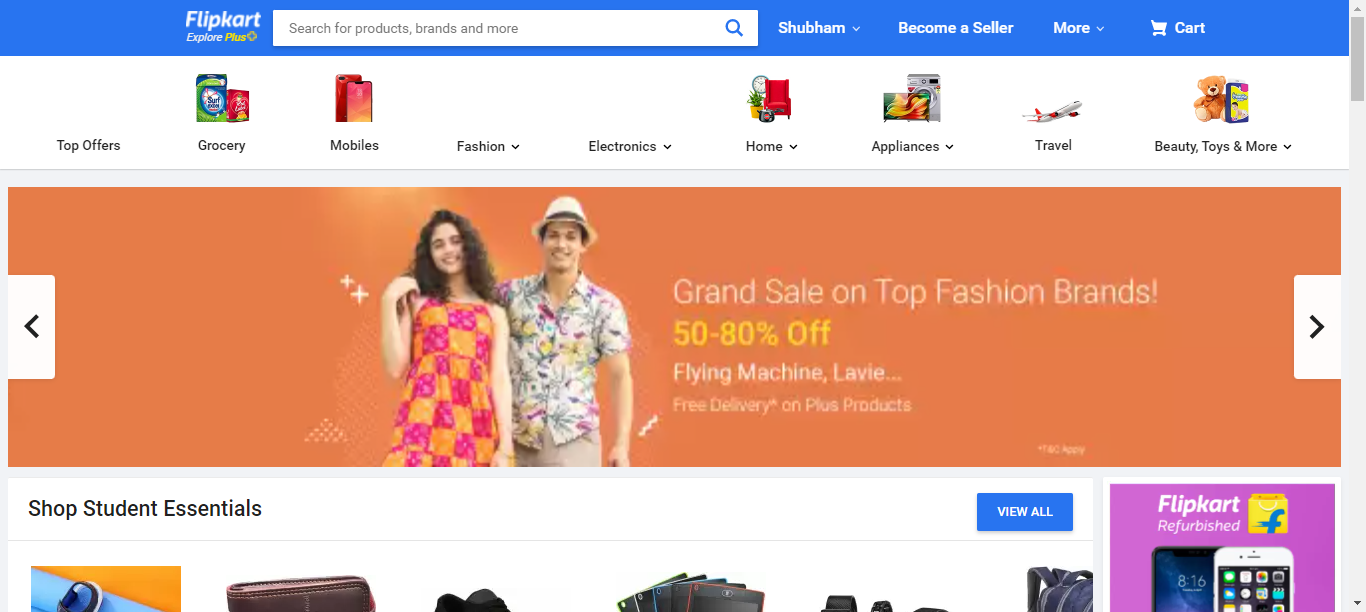 Flipkart
Explore Plus
Search for products, brands and more
Shubham
Become a Seller
More
Cart
Surf excel
Top Offers
Grocery
Mobiles
Fashion
Electronics
Home
Appliances
Travel
Beauty, Toys & More
Grand Sale on Top Fashion Brands!
50-80% Off
Flying Machine, Lavie...
Free Delivery* on Plus Products
*T&C Apply
Shop Student Essentials
VIEW ALL
Flipkart
Refurbished
8:16